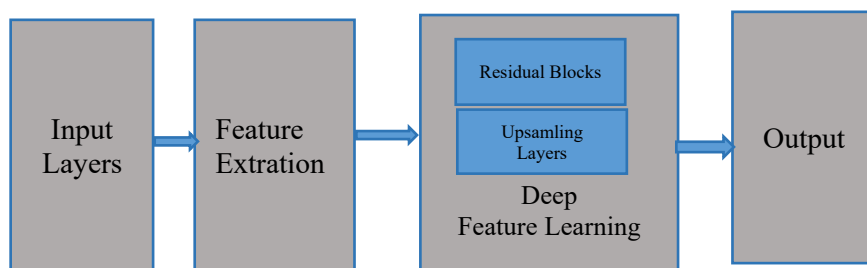 Input
Layers
Feature
Extration
Residual Blocks
Upsamling
Layers
Deep
Feature Learning
Output